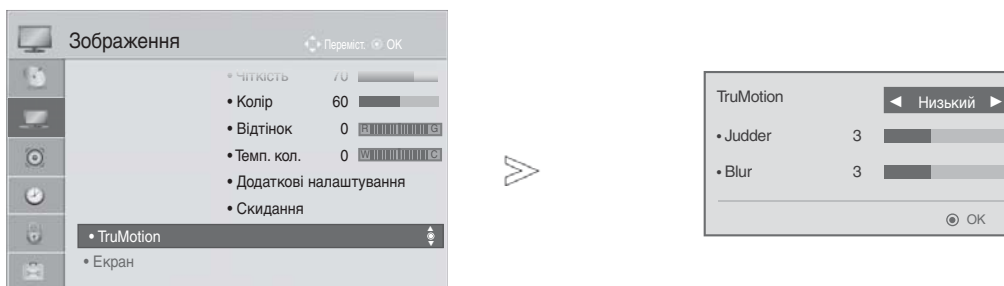 Зображення
Переміст. OK
• Чіткість 70
• Колір 60
• Відтінок 0 R G
• Темп. кол. 0 W C
• Додаткові налаштування
• Скидання
• TruMotion
• Екран
TruMotion ◄ Низький ►
• Judder 3
• Blur 3
OK